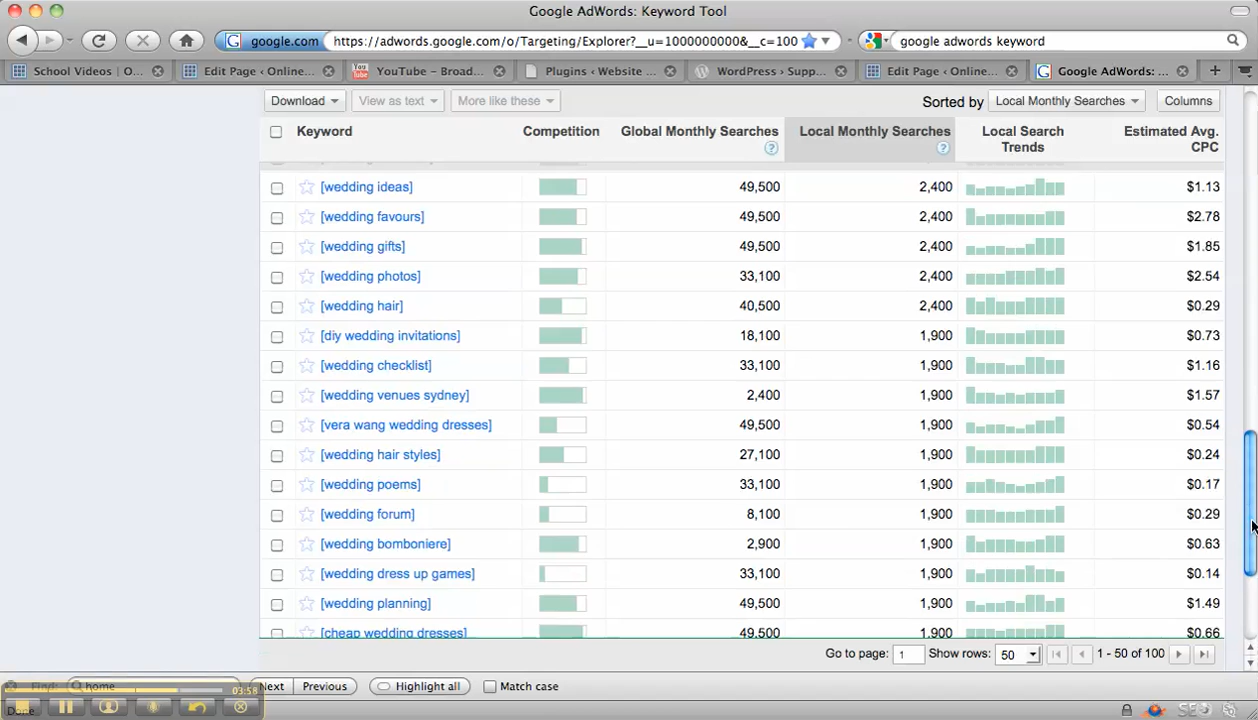 Google AdWords: Keyword Tool
google.com https://adwords.google.com/o/Targeting/Explorer?__u=1000000000&__c=100 google adwords keyword
School Videos | O... Edit Page ‹ Online... YouTube – Broad... Plugins ‹ Website ... WordPress › Supp... Edit Page ‹ Online... Google AdWords: ...
Download View as text More like these Sorted by Local Monthly Searches Columns
Keyword Competition Global Monthly Searches Local Monthly Searches Local Search Trends Estimated Avg. CPC
[wedding ideas] 49,500 2,400 $1.13
[wedding favours] 49,500 2,400 $2.78
[wedding gifts] 49,500 2,400 $1.85
[wedding photos] 33,100 2,400 $2.54
[wedding hair] 40,500 2,400 $0.29
[diy wedding invitations] 18,100 1,900 $0.73
[wedding checklist] 33,100 1,900 $1.16
[wedding venues sydney] 2,400 1,900 $1.57
[vera wang wedding dresses] 49,500 1,900 $0.54
[wedding hair styles] 27,100 1,900 $0.24
[wedding poems] 33,100 1,900 $0.17
[wedding forum] 8,100 1,900 $0.29
[wedding bomboniere] 2,900 1,900 $0.63
[wedding dress up games] 33,100 1,900 $0.14
[wedding planning] 49,500 1,900 $1.49
[cheap wedding dresses] 49,500 1,900 $0.66
Go to page: 1 Show rows: 50 1 - 50 of 100
Find: home 03:58 Next Previous Highlight all Match case
Done